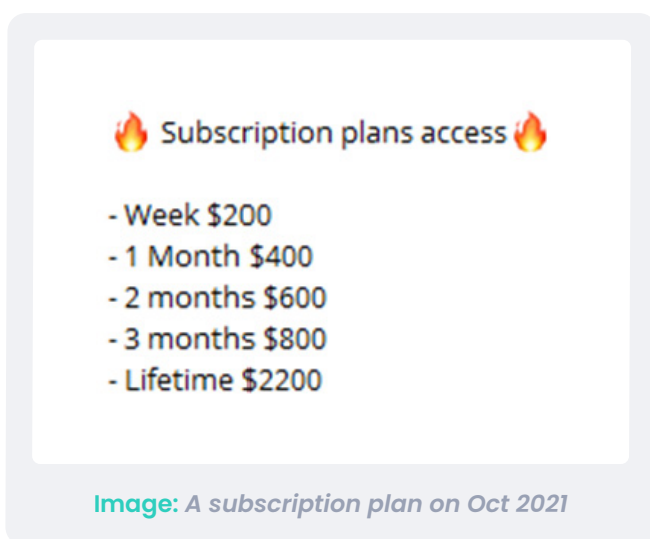 🔥 Subscription plans access 🔥
- Week $200
- 1 Month $400
- 2 months $600
- 3 months $800
- Lifetime $2200
Image: A subscription plan on Oct 2021